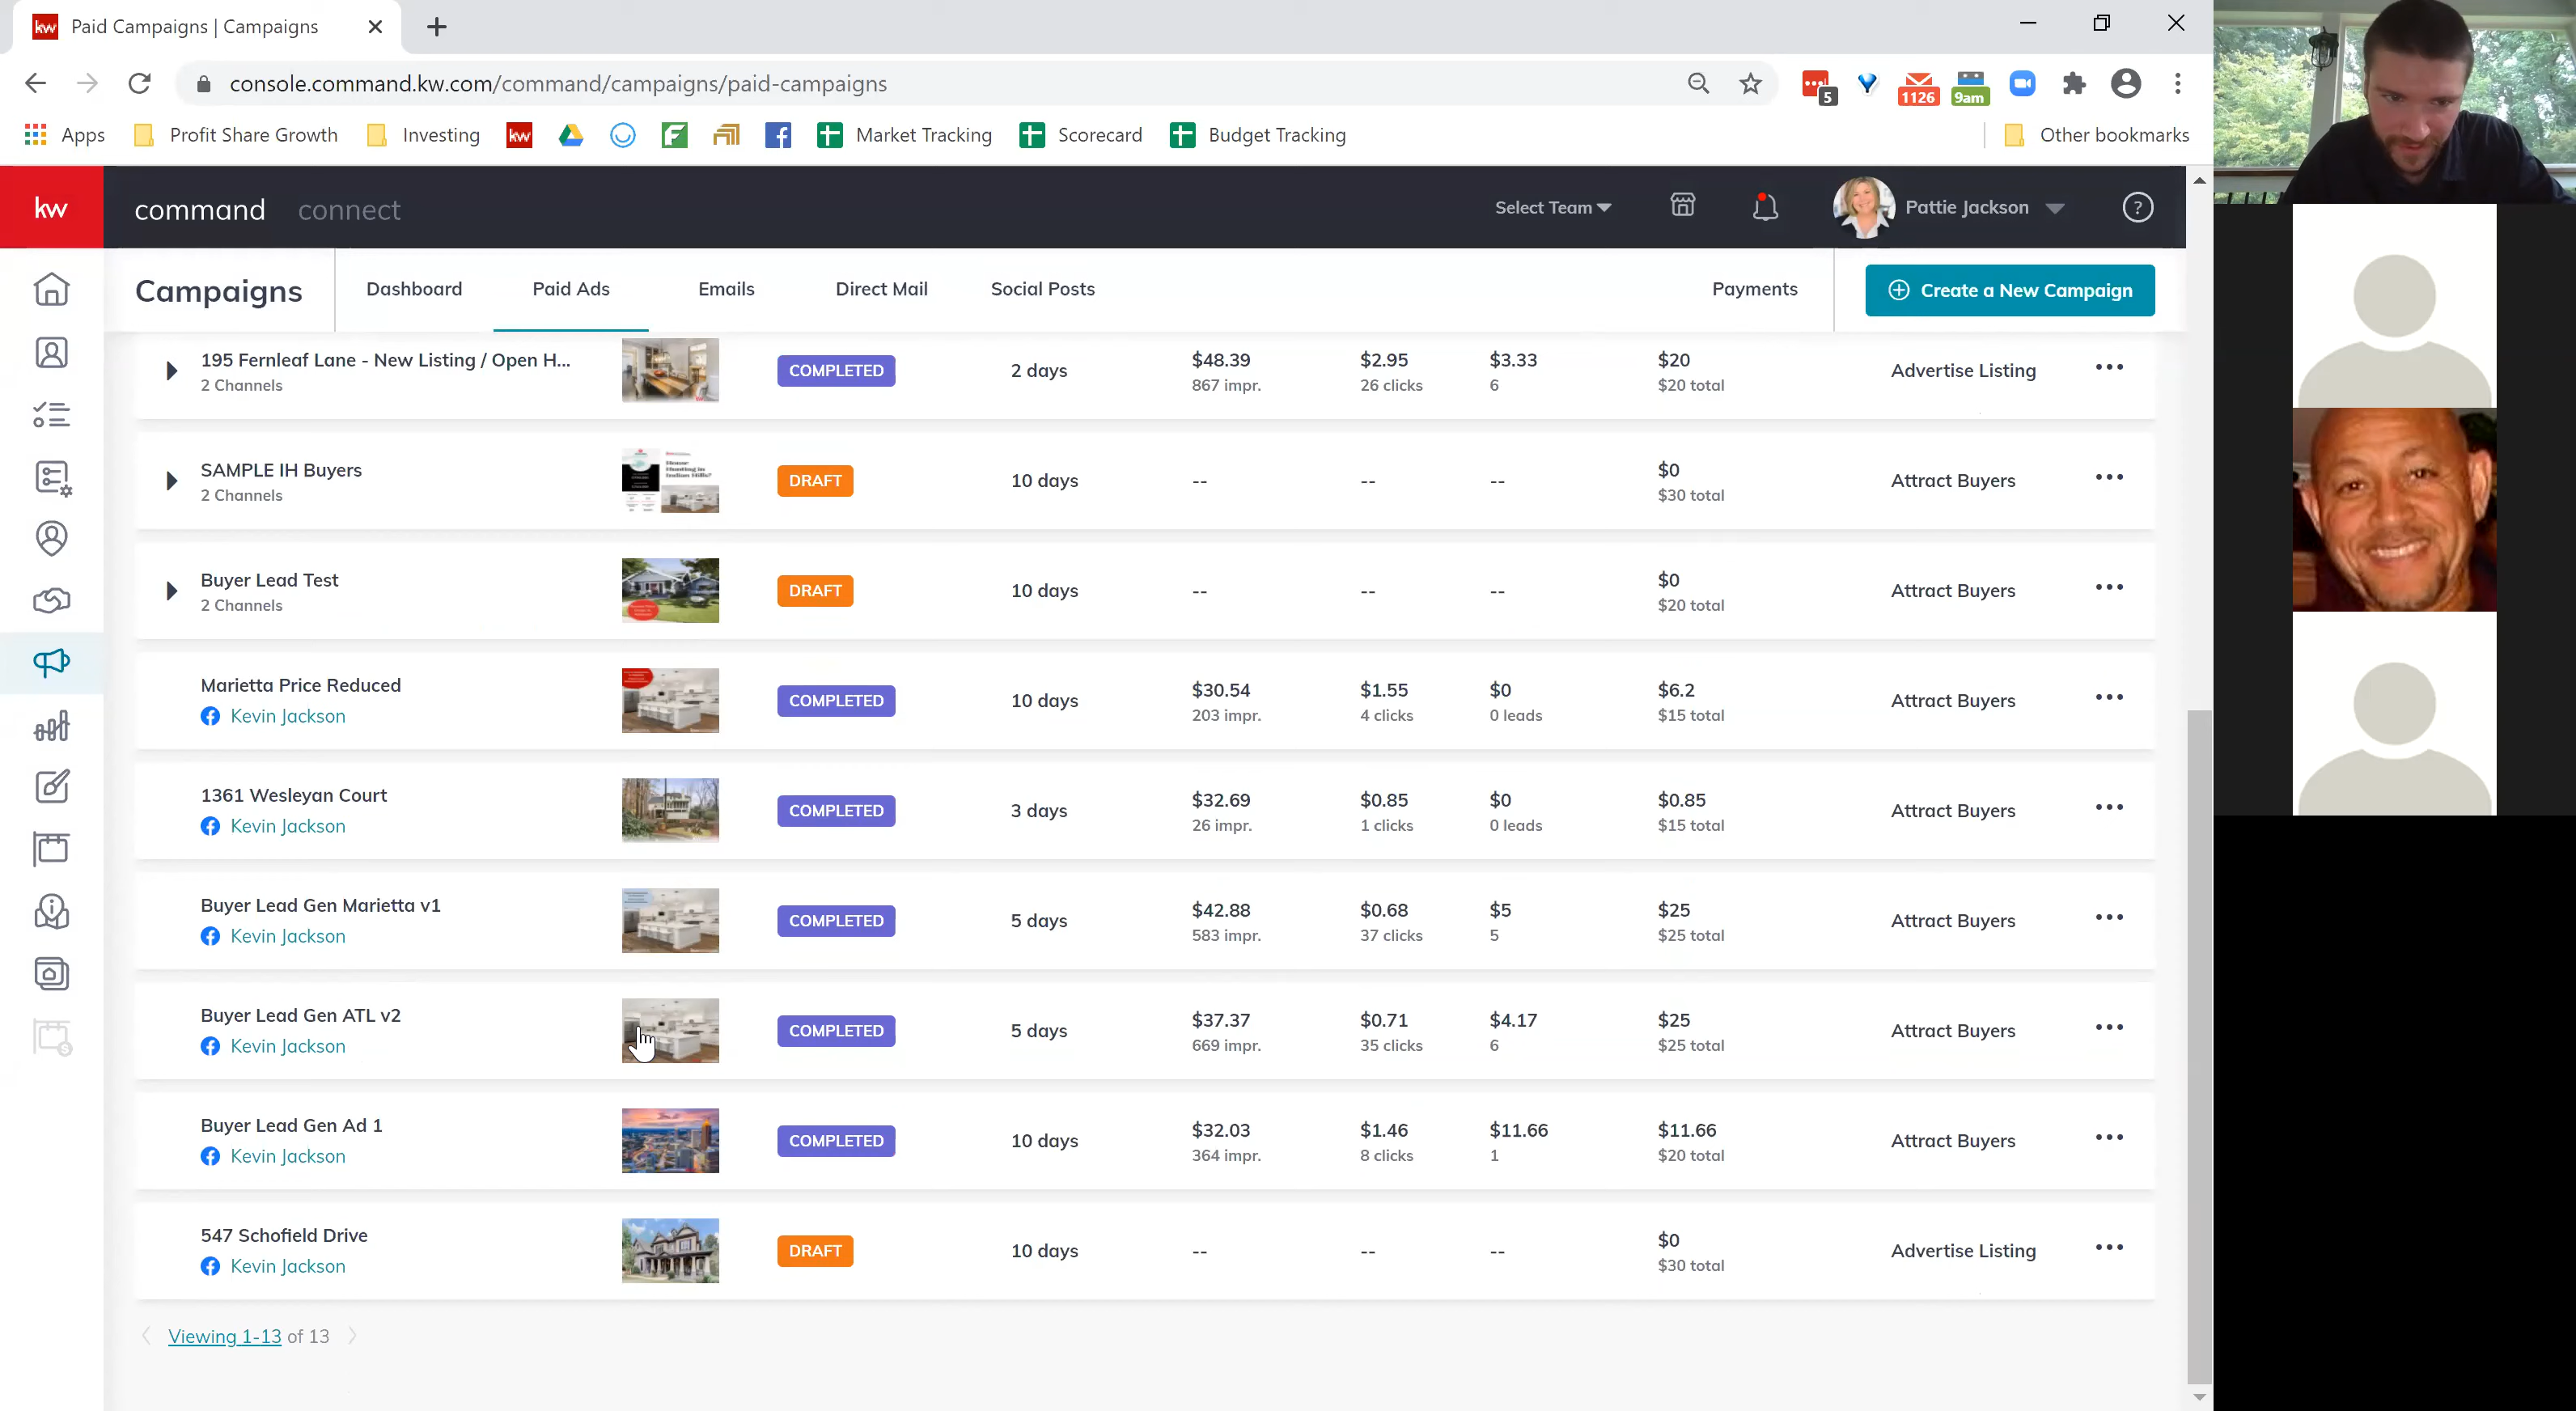 kw Paid Campaigns | Campaigns
console.command.kw.com/command/campaigns/paid-campaigns
5 1126 9am
Apps Profit Share Growth Investing kw Market Tracking Scorecard Budget Tracking Other bookmarks
kw command connect Select Team Pattie Jackson ?
Campaigns Dashboard Paid Ads Emails Direct Mail Social Posts Payments Create a New Campaign
195 Fernleaf Lane - New Listing / Open H... COMPLETED 2 days $48.39 $2.95 $3.33 $20 Advertise Listing
2 Channels 867 impr. 26 clicks 6 $20 total
SAMPLE IH Buyers DRAFT 10 days -- -- -- $0 Attract Buyers
2 Channels $30 total
House Hunting in Indian Hills?
Buyer Lead Test DRAFT 10 days -- -- -- $0 Attract Buyers
2 Channels $20 total
Marietta Price Reduced COMPLETED 10 days $30.54 $1.55 $0 $6.2 Attract Buyers
Kevin Jackson 203 impr. 4 clicks 0 leads $15 total
1361 Wesleyan Court COMPLETED 3 days $32.69 $0.85 $0 $0.85 Attract Buyers
Kevin Jackson 26 impr. 1 clicks 0 leads $15 total
Buyer Lead Gen Marietta v1 COMPLETED 5 days $42.88 $0.68 $5 $25 Attract Buyers
Kevin Jackson 583 impr. 37 clicks 5 $25 total
Buyer Lead Gen ATL v2 COMPLETED 5 days $37.37 $0.71 $4.17 $25 Attract Buyers
Kevin Jackson 669 impr. 35 clicks 6 $25 total
Buyer Lead Gen Ad 1 COMPLETED 10 days $32.03 $1.46 $11.66 $11.66 Attract Buyers
Kevin Jackson 364 impr. 8 clicks 1 $20 total
547 Schofield Drive DRAFT 10 days -- -- -- $0 Advertise Listing
Kevin Jackson $30 total
Viewing 1-13 of 13